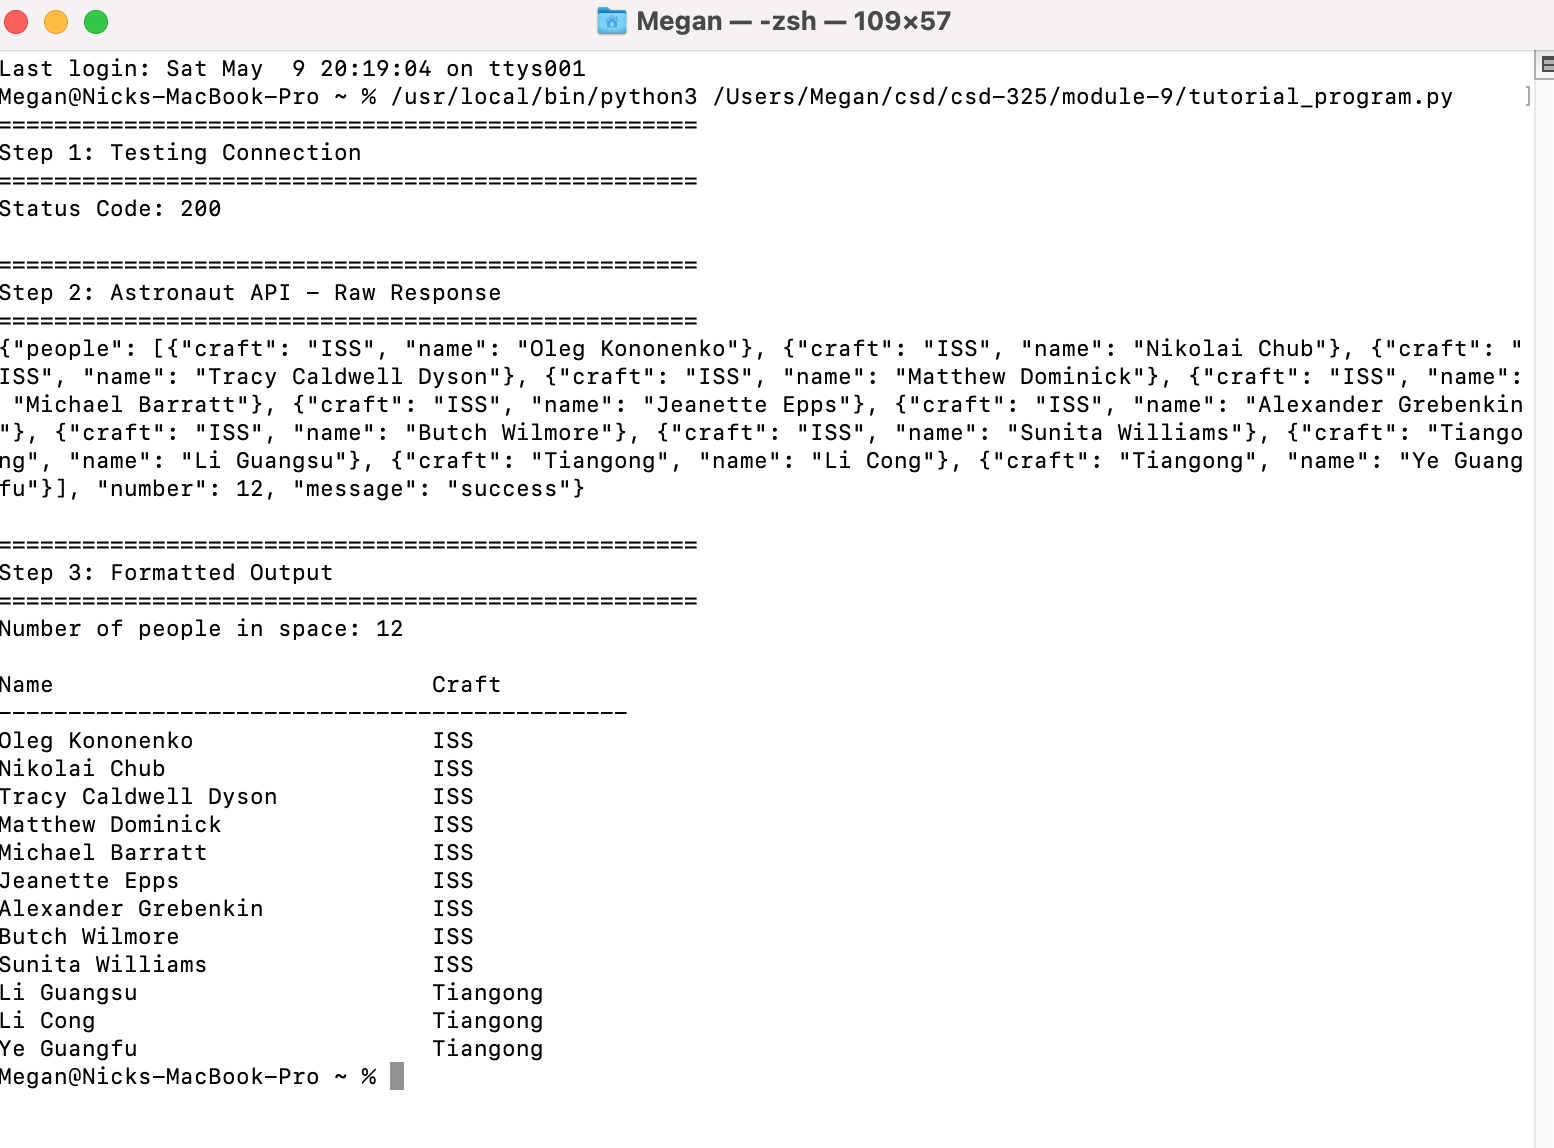 Megan — -zsh — 109×57
Last login: Sat May  9 20:19:04 on ttys001
Megan@Nicks-MacBook-Pro ~ % /usr/local/bin/python3 /Users/Megan/csd/csd-325/module-9/tutorial_program.py
==================================================
Step 1: Testing Connection
==================================================
Status Code: 200

==================================================
Step 2: Astronaut API - Raw Response
==================================================
{"people": [{"craft": "ISS", "name": "Oleg Kononenko"}, {"craft": "ISS", "name": "Nikolai Chub"}, {"craft": "
ISS", "name": "Tracy Caldwell Dyson"}, {"craft": "ISS", "name": "Matthew Dominick"}, {"craft": "ISS", "name":
 "Michael Barratt"}, {"craft": "ISS", "name": "Jeanette Epps"}, {"craft": "ISS", "name": "Alexander Grebenkin
"}, {"craft": "ISS", "name": "Butch Wilmore"}, {"craft": "ISS", "name": "Sunita Williams"}, {"craft": "Tiango
ng", "name": "Li Guangsu"}, {"craft": "Tiangong", "name": "Li Cong"}, {"craft": "Tiangong", "name": "Ye Guang
fu"}], "number": 12, "message": "success"}

==================================================
Step 3: Formatted Output
==================================================
Number of people in space: 12

Name                           Craft
---------------------------------------------
Oleg Kononenko                 ISS
Nikolai Chub                   ISS
Tracy Caldwell Dyson           ISS
Matthew Dominick               ISS
Michael Barratt                ISS
Jeanette Epps                  ISS
Alexander Grebenkin            ISS
Butch Wilmore                  ISS
Sunita Williams                ISS
Li Guangsu                     Tiangong
Li Cong                        Tiangong
Ye Guangfu                     Tiangong
Megan@Nicks-MacBook-Pro ~ %